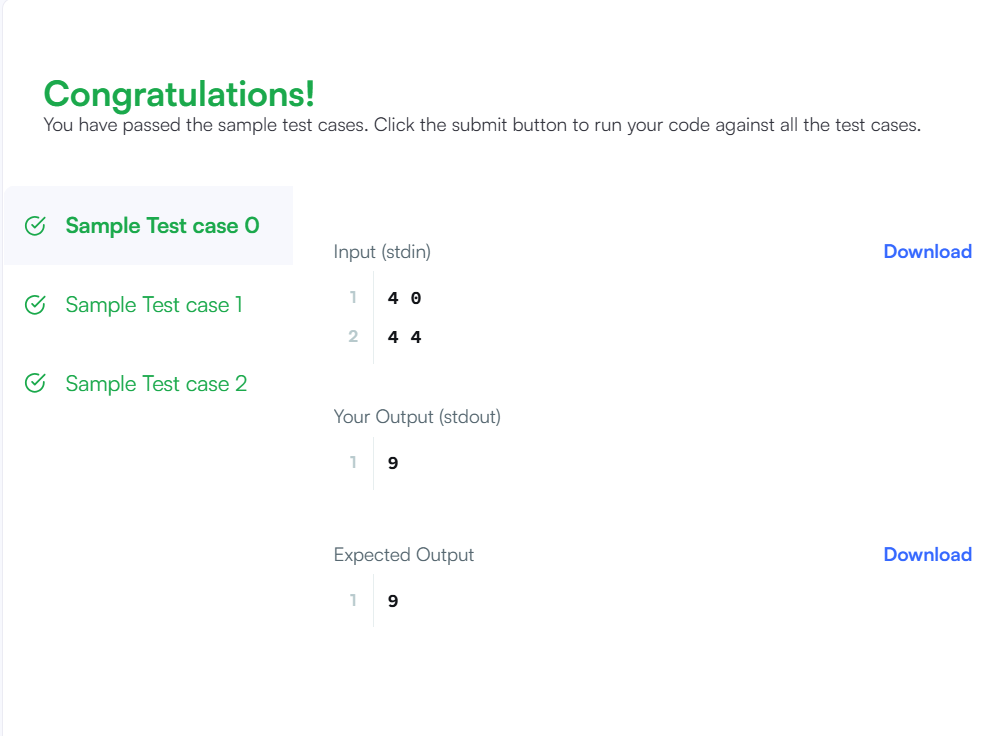 Congratulations!
You have passed the sample test cases. Click the submit button to run your code against all the test cases.
Sample Test case 0
Sample Test case 1
Sample Test case 2
Input (stdin)
Download
1 4 0
2 4 4
Your Output (stdout)
1 9
Expected Output
Download
1 9